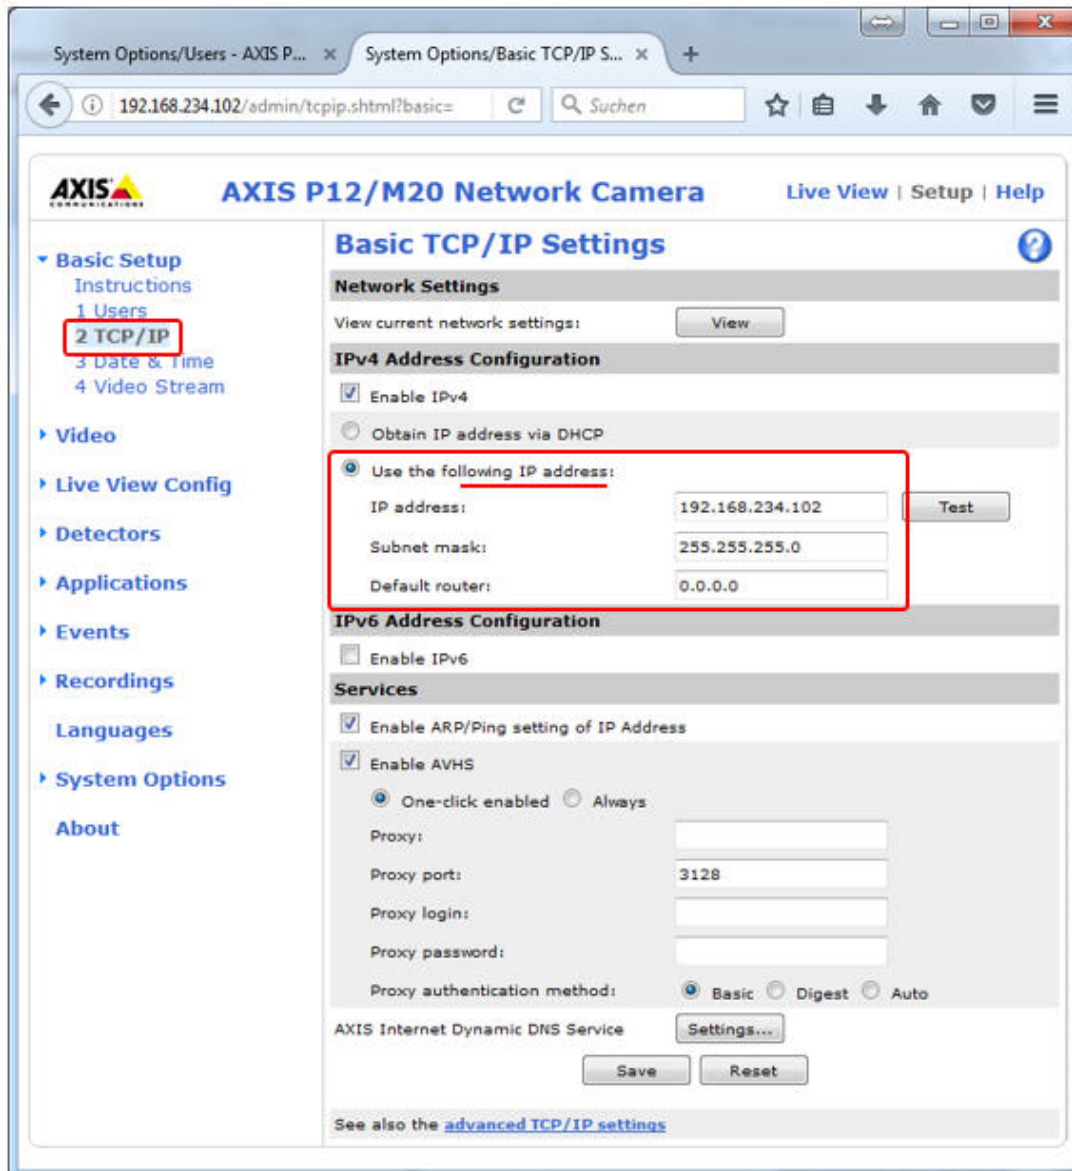 System Options/Users - AXIS P... × System Options/Basic TCP/IP S... × +
192.168.234.102/admin/tcpip.shtml?basic= Suchen
AXIS COMMUNICATIONS AXIS P12/M20 Network Camera Live View | Setup | Help
Basic Setup
Instructions
1 Users
2 TCP/IP
3 Date & Time
4 Video Stream
Video
Live View Config
Detectors
Applications
Events
Recordings
Languages
System Options
About
Basic TCP/IP Settings
Network Settings
View current network settings: View
IPv4 Address Configuration
Enable IPv4
Obtain IP address via DHCP
Use the following IP address:
IP address: 192.168.234.102 Test
Subnet mask: 255.255.255.0
Default router: 0.0.0.0
IPv6 Address Configuration
Enable IPv6
Services
Enable ARP/Ping setting of IP Address
Enable AVHS
One-click enabled Always
Proxy:
Proxy port: 3128
Proxy login:
Proxy password:
Proxy authentication method: Basic Digest Auto
AXIS Internet Dynamic DNS Service Settings...
Save Reset
See also the advanced TCP/IP settings